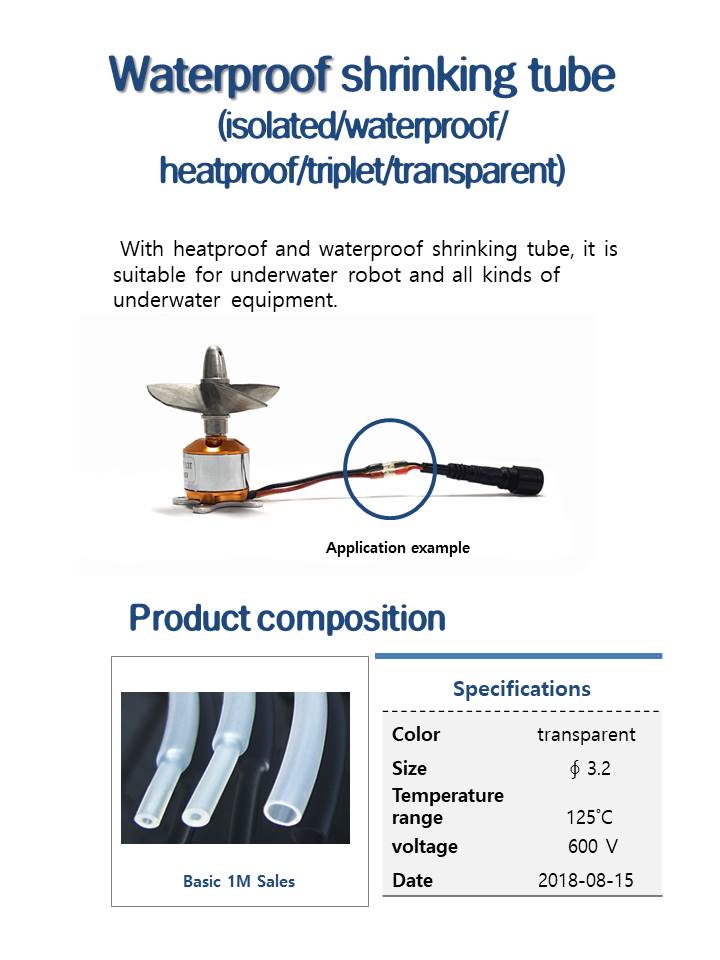 Waterproof shrinking tube
(isolated/waterproof/
heatproof/triplet/transparent)
With heatproof and waterproof shrinking tube, it is
suitable for underwater robot and all kinds of
underwater equipment.
Application example
Product composition
Basic 1M Sales
Specifications
Color transparent
Size ∮ 3.2
Temperature
range 125°C
voltage 600 V
Date 2018-08-15